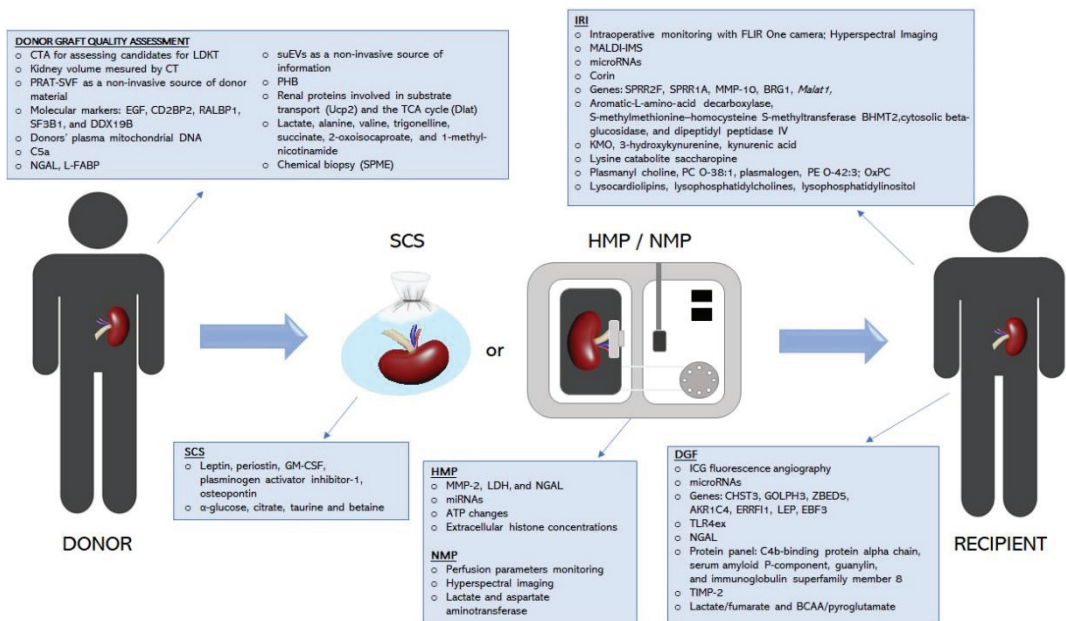 DONOR GRAFT QUALITY ASSESSMENT
o CTA for assessing candidates for LDKT
o Kidney volume mesured by CT
o PRAT-SVF as a non-invasive source of donor
material
o Molecular markers: EGF, CD2BP2, RALBP1,
SF3B1, and DDX19B
o Donors' plasma mitochondrial DNA
o C5a
o NGAL, L-FABP
o suEVs as a non-invasive source of
information
o PHB
o Renal proteins involved in substrate
transport (Ucp2) and the TCA cycle (Dlat)
o Lactate, alanine, valine, trigonelline,
succinate, 2-oxoisocaproate, and 1-methyl-
nicotinamide
o Chemical biopsy (SPME)
IRI
o Intraoperative monitoring with FLIR One camera; Hyperspectral Imaging
o MALDI-IMS
o microRNAs
o Corin
o Genes: SPRR2F, SPRR1A, MMP-10, BRG1, Malat1,
o Aromatic-L-amino-acid decarboxylase,
S-methylmethionine–homocysteine S-methyltransferase BHMT2,cytosolic beta-
glucosidase, and dipeptidyl peptidase IV
o KMO, 3-hydroxykynurenine, kynurenic acid
o Lysine catabolite saccharopine
o Plasmanyl choline, PC O-38:1, plasmalogen, PE O-42:3; OxPC
o Lysocardiolipins, lysophosphatidylcholines, lysophosphatidylinositol
SCS
or
HMP / NMP
DONOR
RECIPIENT
SCS
o Leptin, periostin, GM-CSF,
plasminogen activator inhibitor-1,
osteopontin
o α-glucose, citrate, taurine and betaine
HMP
o MMP-2, LDH, and NGAL
o miRNAs
o ATP changes
o Extracellular histone concentrations
NMP
o Perfusion parameters monitoring
o Hyperspectral imaging
o Lactate and aspartate
aminotransferase
DGF
o ICG fluorescence angiography
o microRNAs
o Genes: CHST3, GOLPH3, ZBED5,
AKR1C4, ERRFI1, LEP, EBF3
o TLR4ex
o NGAL
o Protein panel: C4b-binding protein alpha chain,
serum amyloid P-component, guanylin,
and immunoglobulin superfamily member 8
o TIMP-2
o Lactate/fumarate and BCAA/pyroglutamate